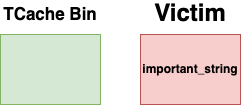 TCache Bin
Victim
important_string